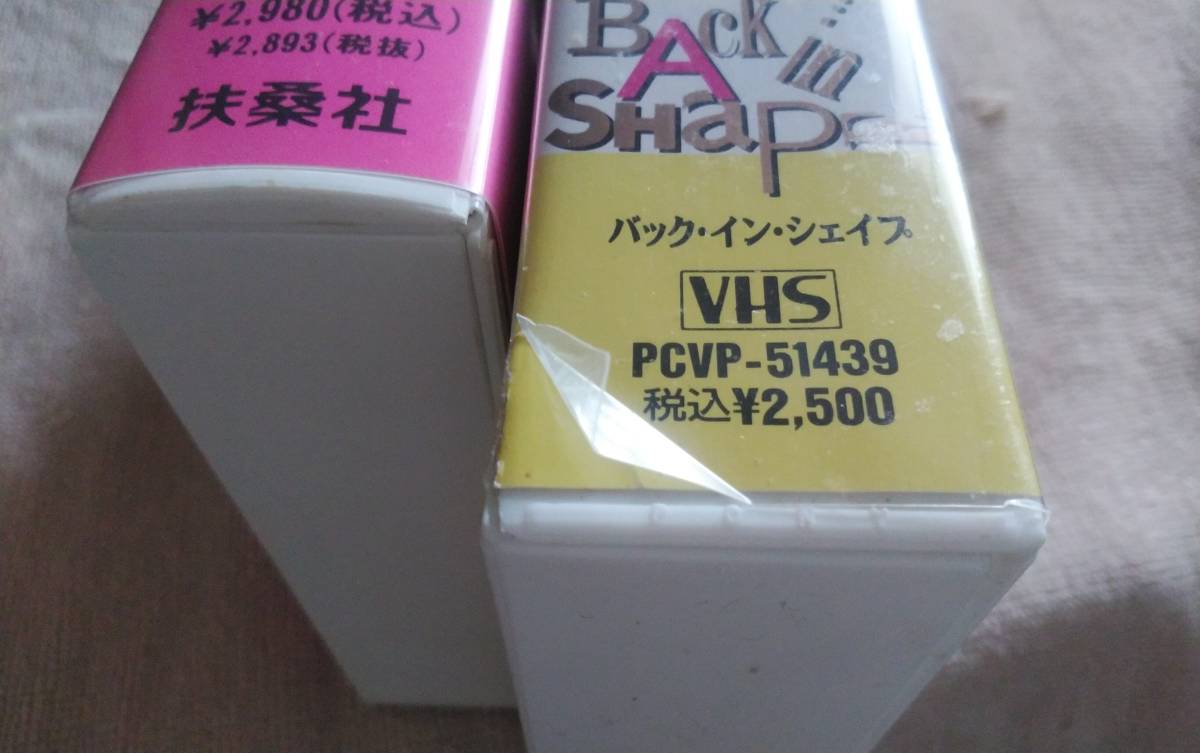 ¥2,980(税込)
¥2,893(税抜)
扶桑社
Back in
A
Shape
バック・イン・シェイプ
VHS
PCVP-51439
税込¥2,500